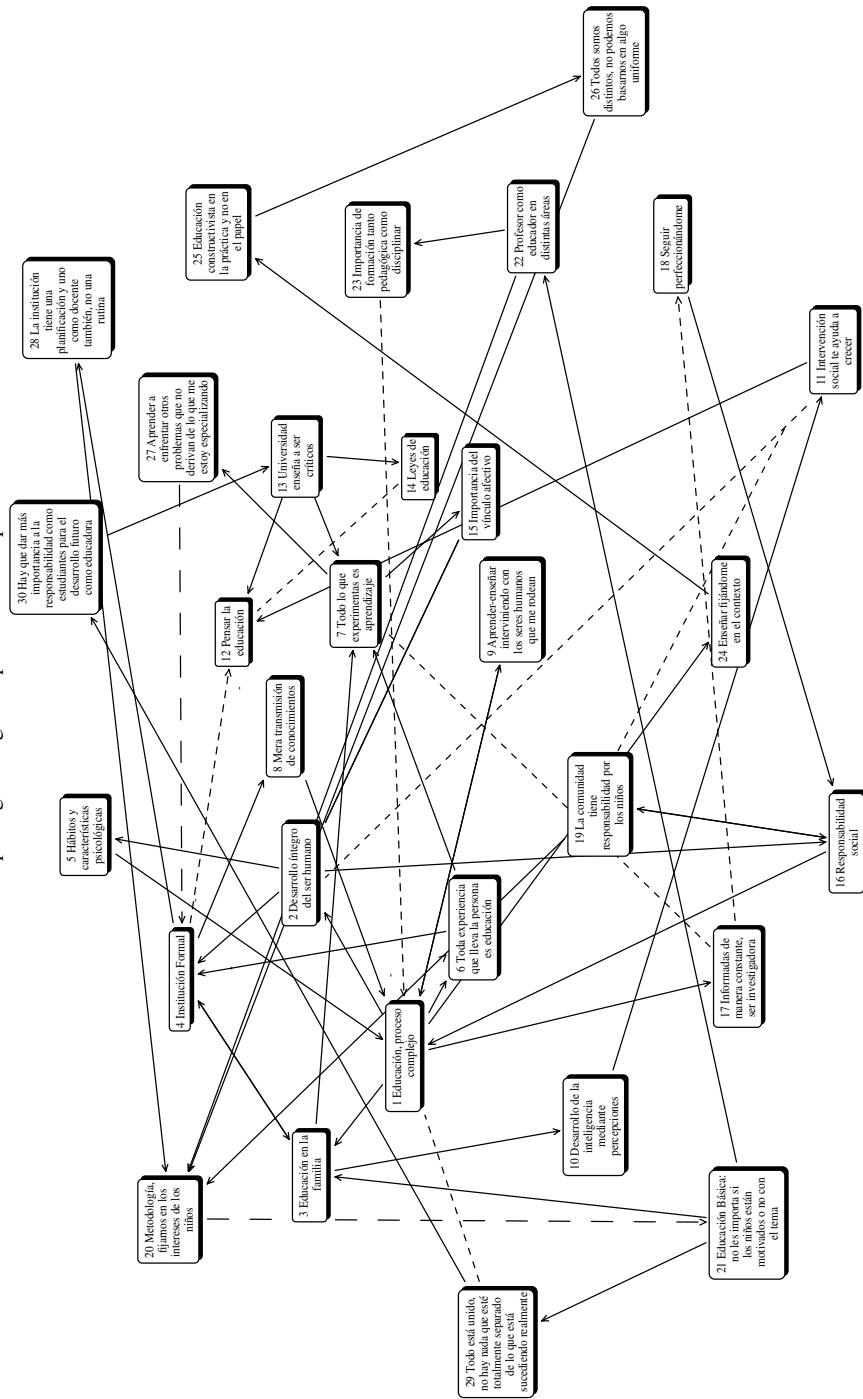 1 Educación, proceso
complejo
2 Desarrollo íntegro
del ser humano
3 Educación en la
familia
4 Institución Formal
5 Hábitos y
características
psicológicas
6 Toda experiencia
que lleva la persona
es educación
7 Todo lo que
experimentas es
aprendizaje
8 Mera transmisión
de conocimientos
9 Aprender-enseñar
interviniendo con
los seres humanos
que me rodean
10 Desarrollo de la
inteligencia
mediante
percepciones
11 Intervención
social te ayuda a
crecer
12 Pensar la
educación
13 Universidad
enseña a ser
críticos
14 Leyes de
educación
15 Importancia del
vínculo afectivo
16 Responsabilidad
social
17 Informadas de
manera constante,
ser investigadora
18 Seguir
perfeccionándome
19 La comunidad
tiene
responsabilidad por
los niños
20 Metodología,
fijarnos en los
intereses de los
niños
21 Educación Básica:
no les importa si
los niños están
motivados o no con
el tema
22 Profesor como
educador en
distintas áreas
23 Importancia de
formación tanto
pedagógica como
disciplinar
24 Enseñar fijándome
en el contexto
25 Educación
constructivista en
la práctica y no en
el papel
26 Todos somos
distintos, no podemos
basarnos en algo
uniforme
27 Aprender a
enfrentar otros
problemas que no
derivan de lo que me
estoy especializando
28 La institución
tiene una
planificación y uno
como docente
también, no una
rutina
29 Todo está unido,
no hay nada que esté
totalmente separado
de lo que está
sucediendo realmente
30 Hay que dar más
importancia a la
responsabilidad como
estudiantes para el
desarrollo futuro
como educadora